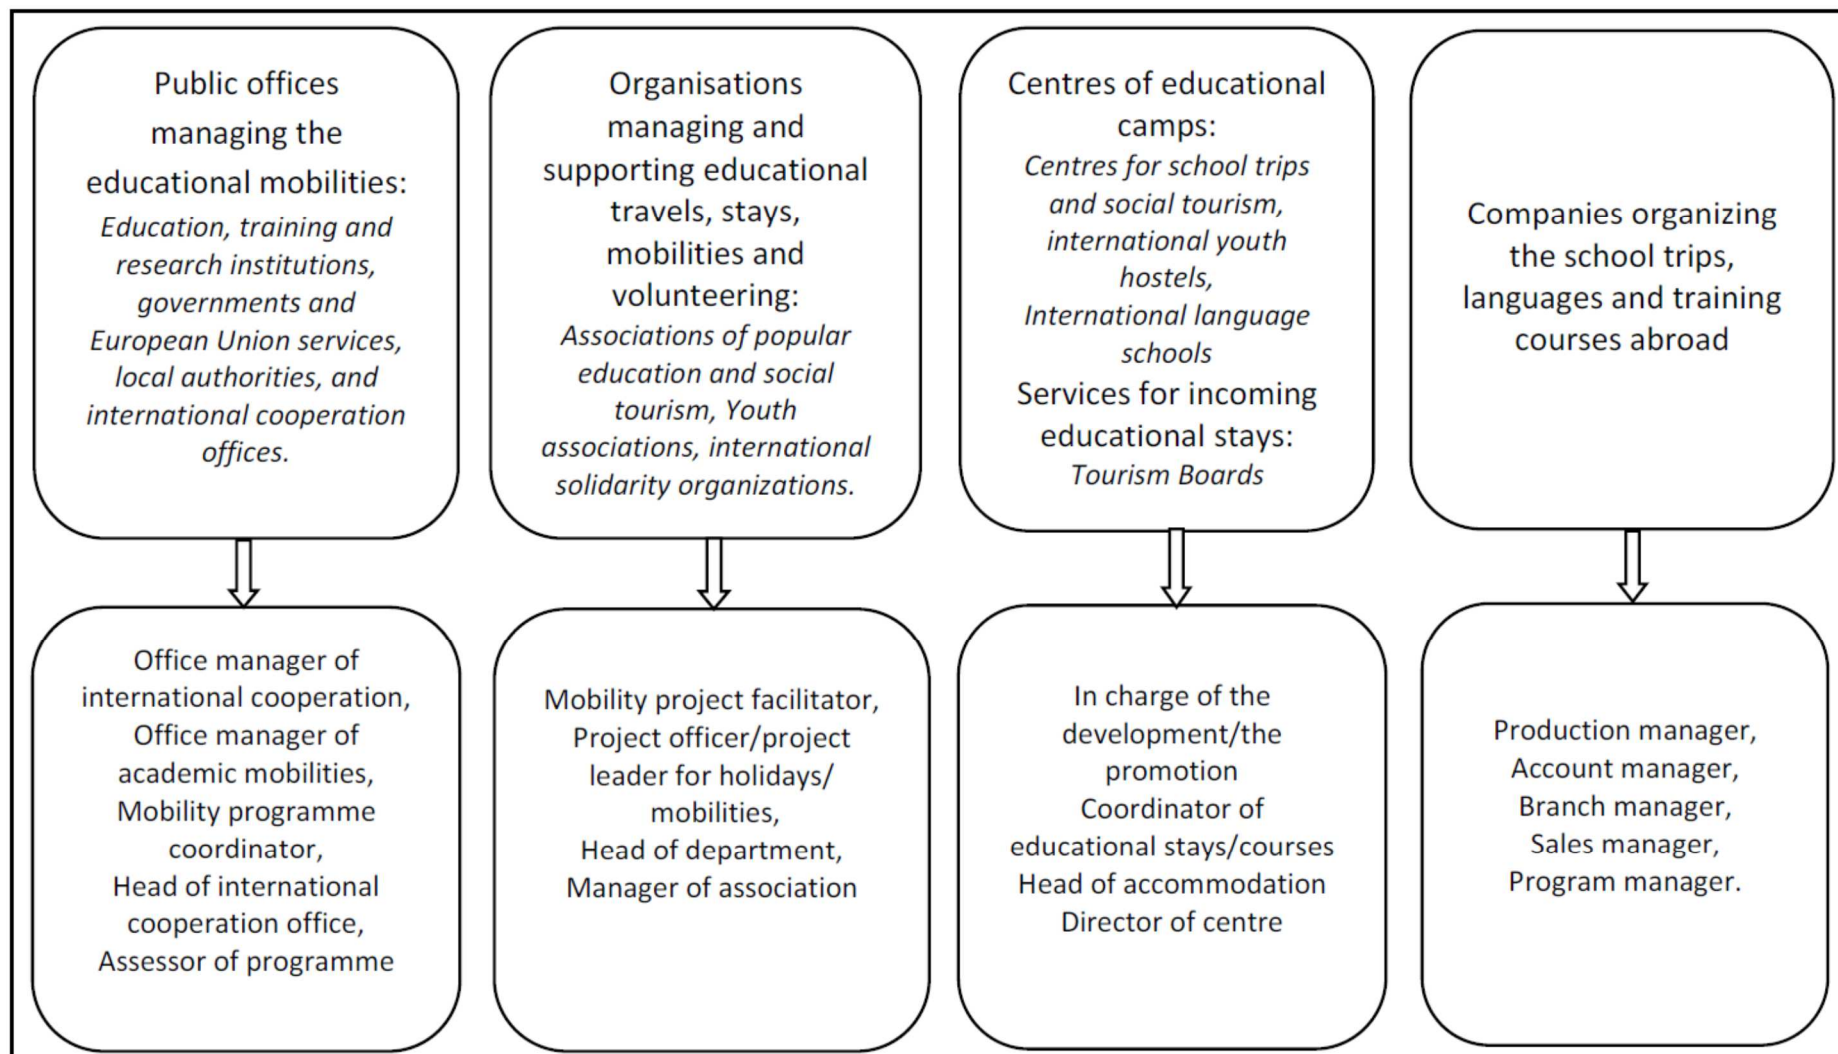 Public offices
managing the
educational mobilities:
Education, training and
research institutions,
governments and
European Union services,
local authorities, and
international cooperation
offices.
Organisations
managing and
supporting educational
travels, stays,
mobilities and
volunteering:
Associations of popular
education and social
tourism, Youth
associations, international
solidarity organizations.
Centres of educational
camps:
Centres for school trips
and social tourism,
international youth
hostels,
International language
schools
Services for incoming
educational stays:
Tourism Boards
Companies organizing
the school trips,
languages and training
courses abroad
Office manager of
international cooperation,
Office manager of
academic mobilities,
Mobility programme
coordinator,
Head of international
cooperation office,
Assessor of programme
Mobility project facilitator,
Project officer/project
leader for holidays/
mobilities,
Head of department,
Manager of association
In charge of the
development/the
promotion
Coordinator of
educational stays/courses
Head of accommodation
Director of centre
Production manager,
Account manager,
Branch manager,
Sales manager,
Program manager.